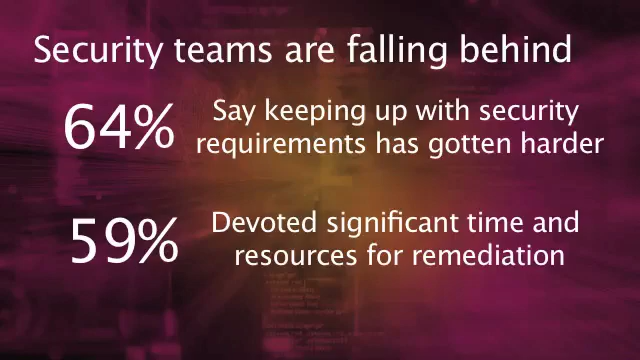 Security teams are falling behind
64%
Say keeping up with security
requirements has gotten harder
59%
Devoted significant time and
resources for remediation